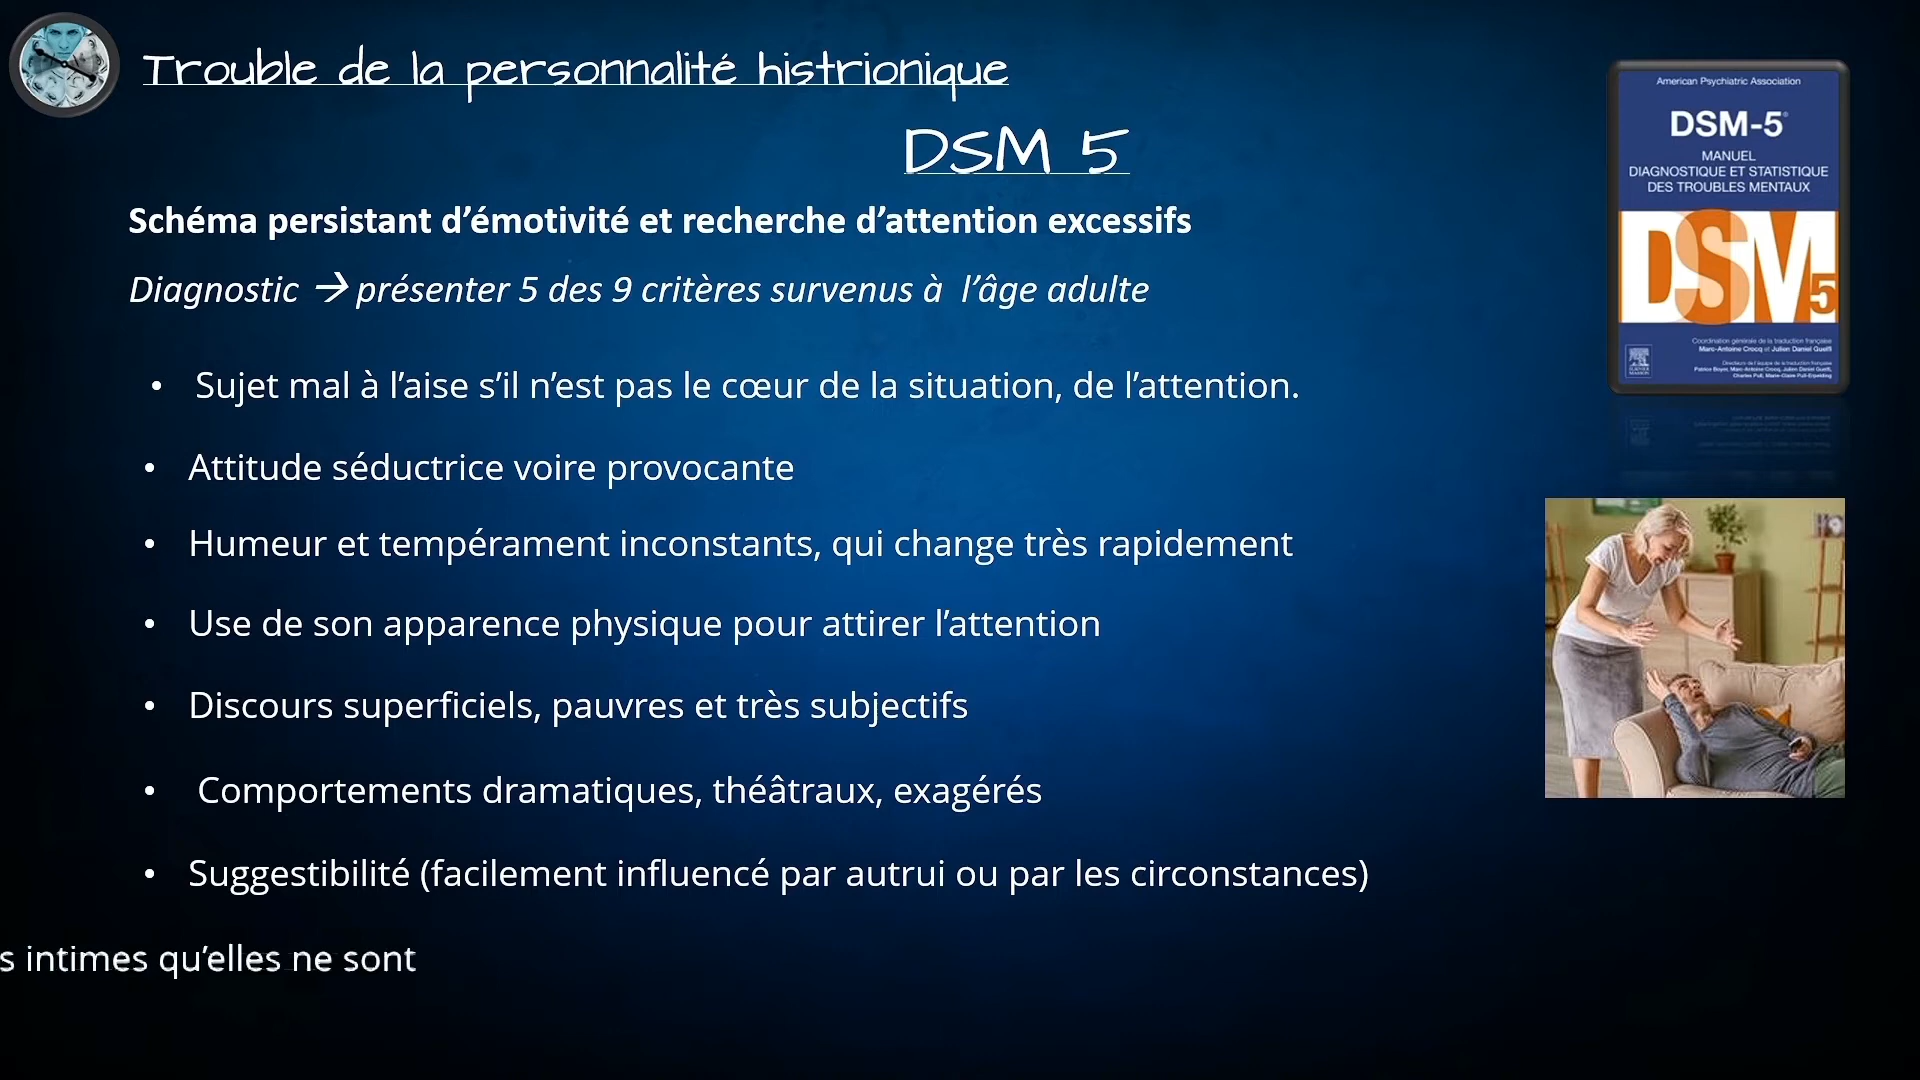 Trouble de la personnalité histrionique
DSM 5
Schéma persistant d’émotivité et recherche d’attention excessifs
Diagnostic → présenter 5 des 9 critères survenus à l’âge adulte
• Sujet mal à l’aise s’il n’est pas le cœur de la situation, de l’attention.
• Attitude séductrice voire provocante
• Humeur et tempérament inconstants, qui change très rapidement
• Use de son apparence physique pour attirer l’attention
• Discours superficiels, pauvres et très subjectifs
• Comportements dramatiques, théâtraux, exagérés
• Suggestibilité (facilement influencé par autrui ou par les circonstances)
s intimes qu’elles ne sont
American Psychiatric Association
DSM-5®
MANUEL
DIAGNOSTIQUE ET STATISTIQUE
DES TROUBLES MENTAUX
DSM5
Coordination générale de la traduction française
Marc-Antoine Crocq et Julien Daniel Guelfi